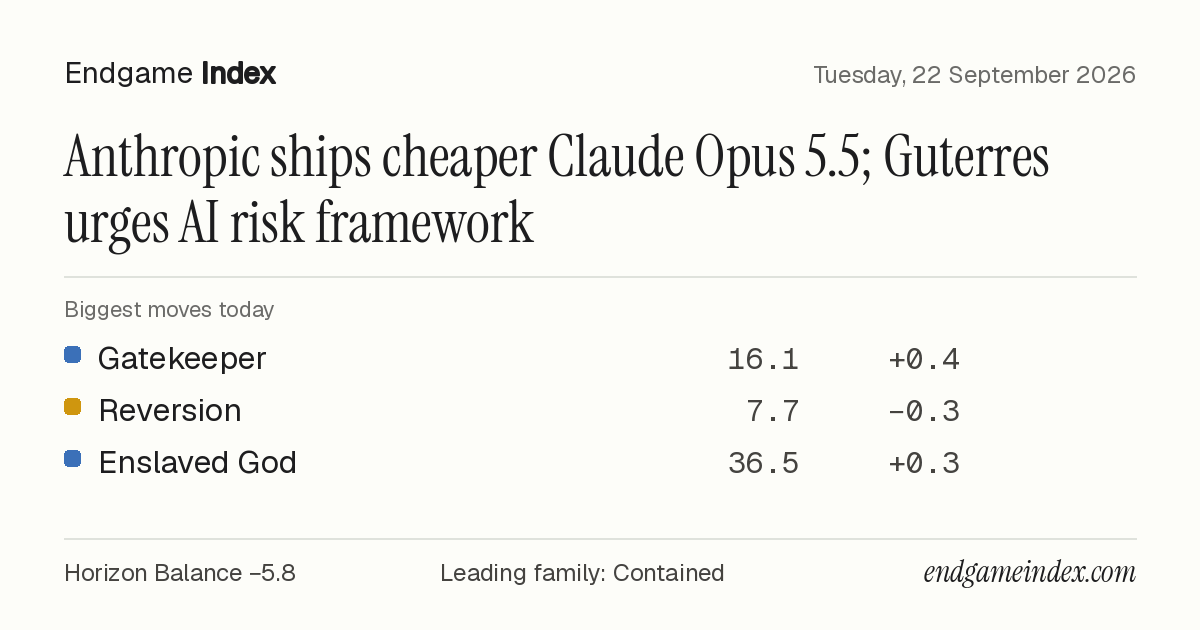 Endgame Index
Tuesday, 22 September 2026
Anthropic ships cheaper Claude Opus 5.5; Guterres
urges AI risk framework
Biggest moves today
Gatekeeper 16.1 +0.4
Reversion 7.7 −0.3
Enslaved God 36.5 +0.3
Horizon Balance −5.8
Leading family: Contained
endgameindex.com